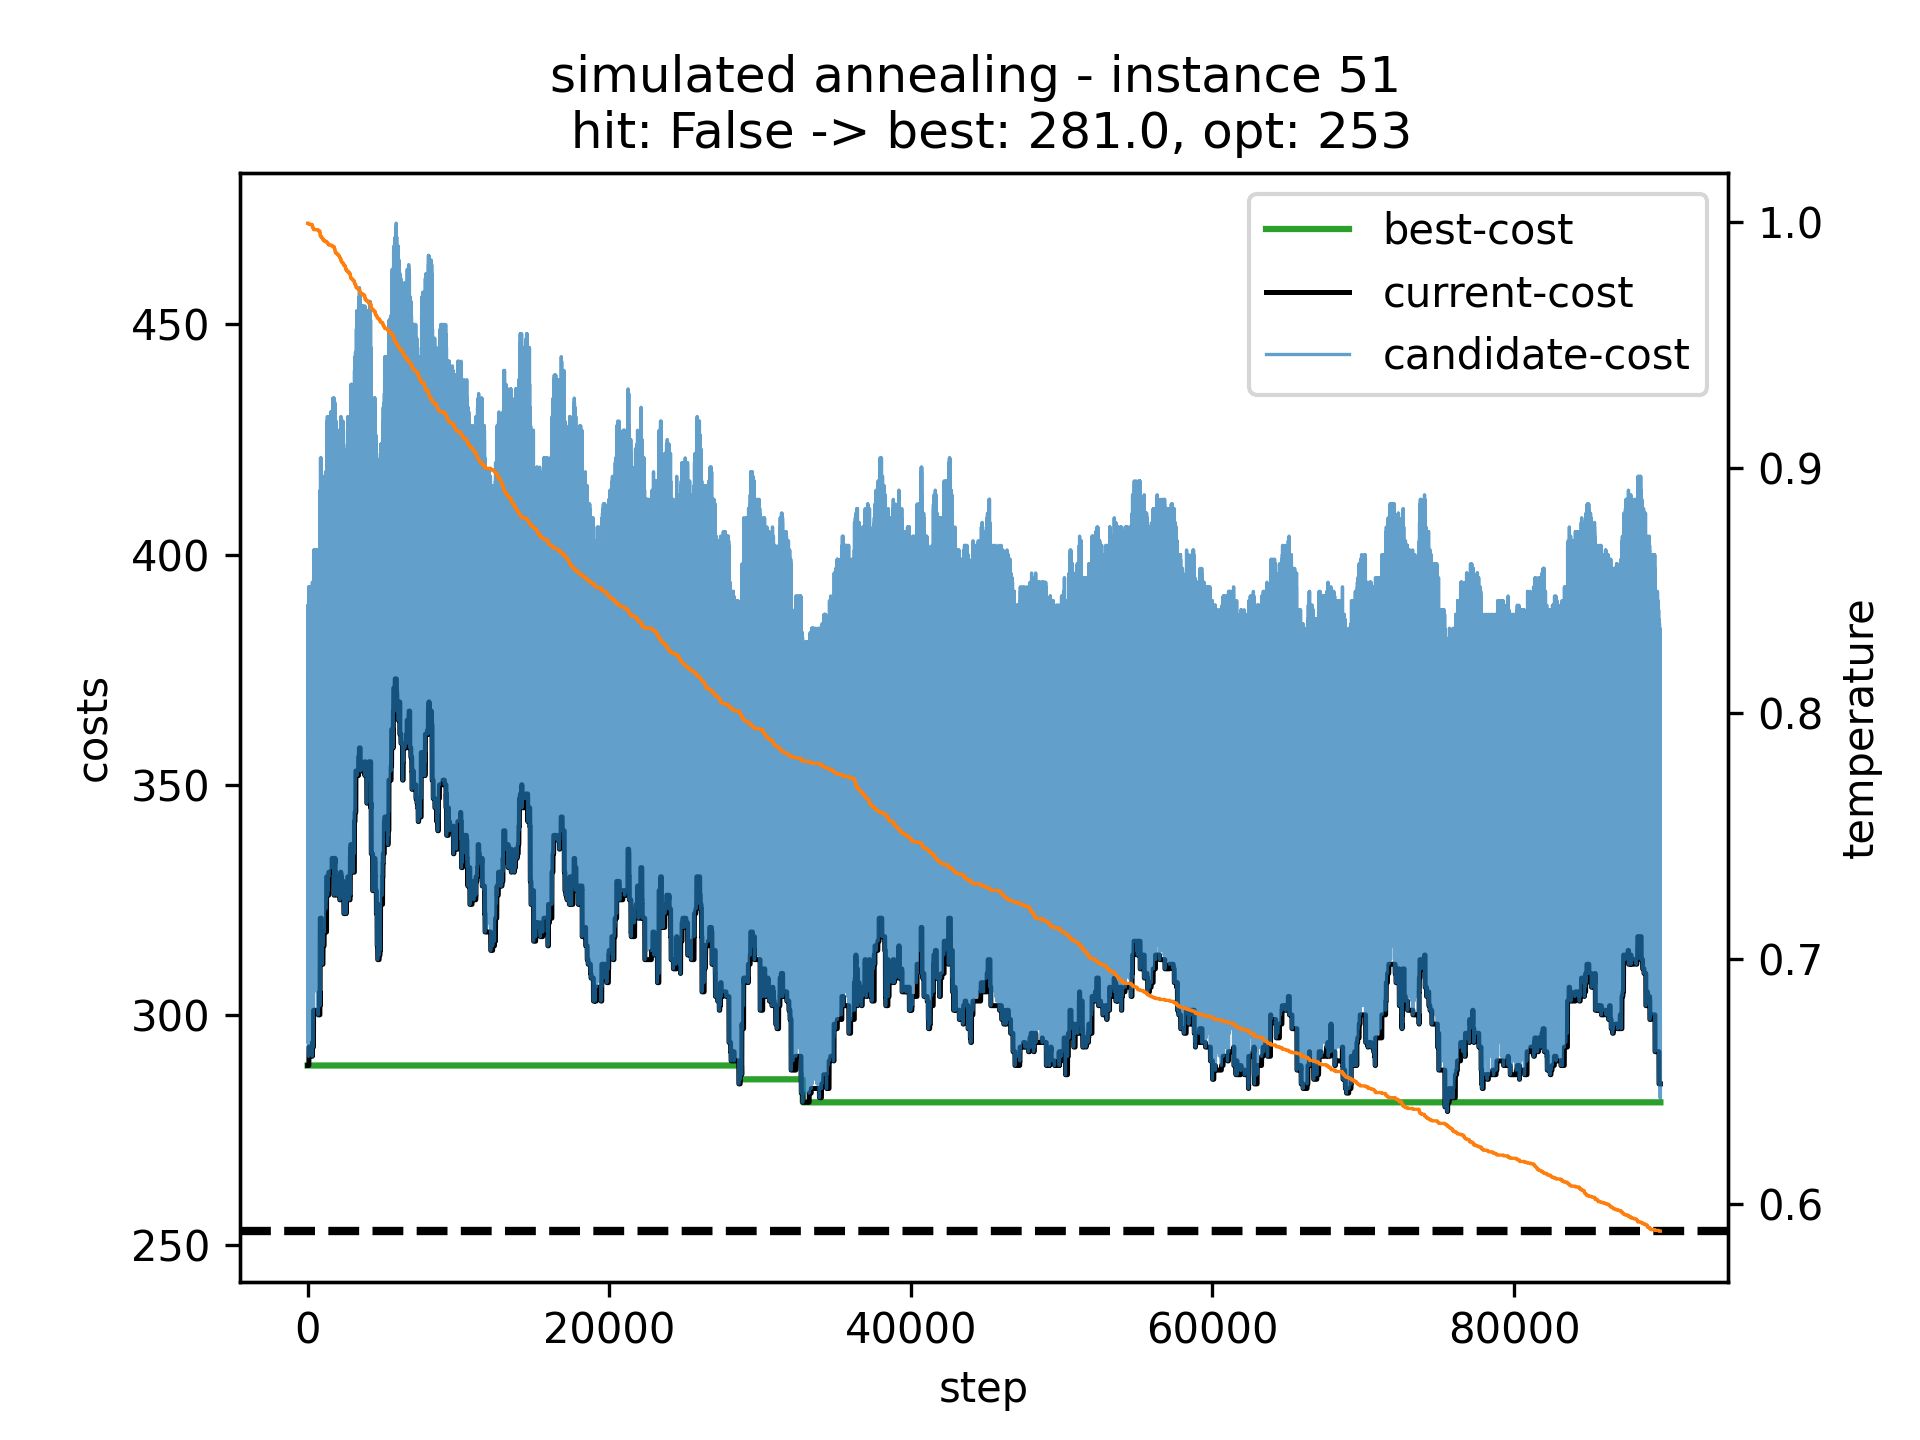 simulated annealing - instance 51
hit: False -> best: 281.0, opt: 253
best-cost
current-cost
candidate-cost
450
400
350
300
250
costs
1.0
0.9
0.8
0.7
0.6
temperature
0
20000
40000
60000
80000
step